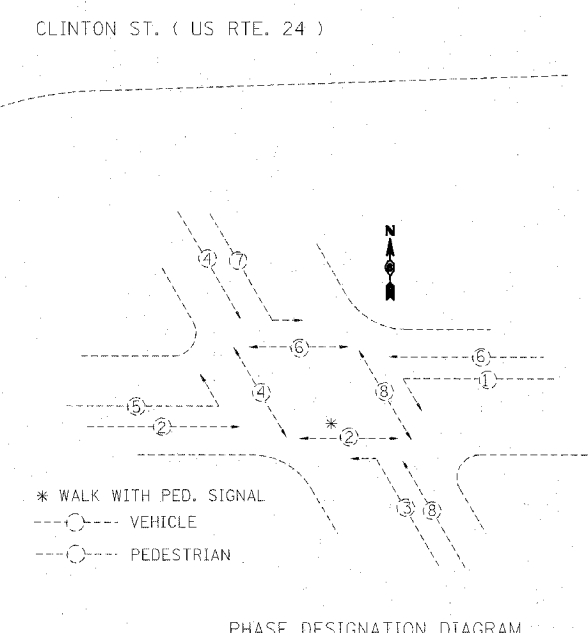 CLINTON ST. ( US RTE. 24 )
N
4
7
6
6
1
4
8
5
2
*
2
3
8
* WALK WITH PED. SIGNAL
VEHICLE
PEDESTRIAN
PHASE DESIGNATION DIAGRAM